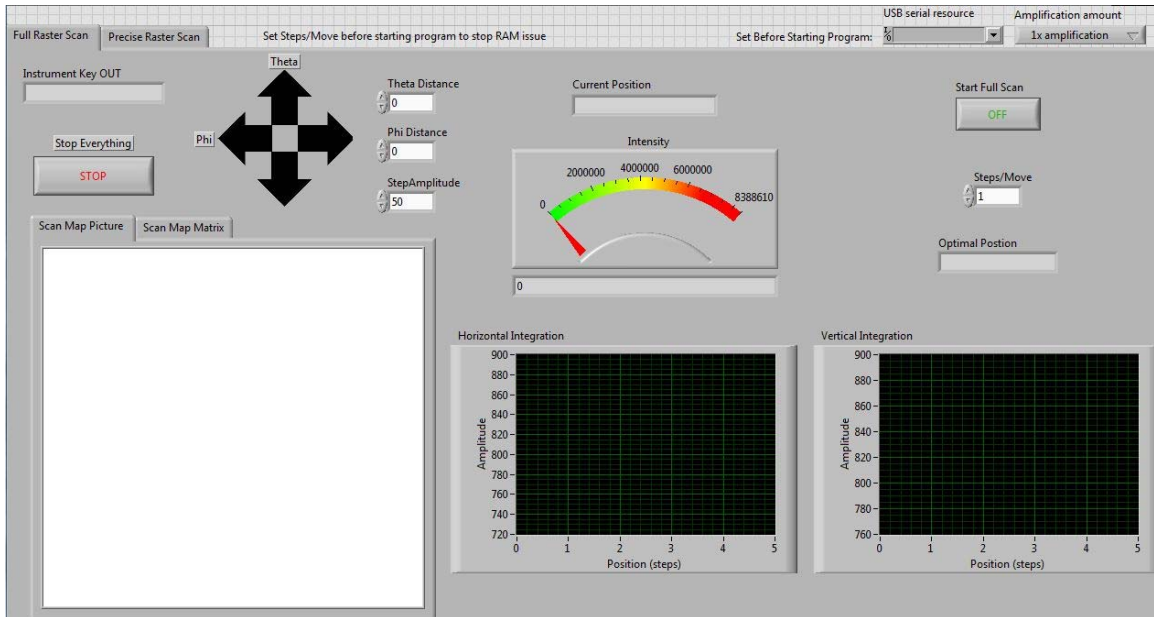 USB serial resource
Amplification amount
Full Raster Scan
Precise Raster Scan
Set Steps/Move before starting program to stop RAM issue
Set Before Starting Program:
1x amplification
Instrument Key OUT
Theta
Phi
Stop Everything
STOP
Theta Distance
0
Phi Distance
0
StepAmplitude
50
Current Position
Intensity
0
2000000
4000000
6000000
8388610
0
Start Full Scan
OFF
Steps/Move
1
Optimal Postion
Scan Map Picture
Scan Map Matrix
Horizontal Integration
Amplitude
900
880
860
840
820
800
780
760
740
720
0 1 2 3 4 5
Position (steps)
Vertical Integration
Amplitude
900
880
860
840
820
800
780
760
0 1 2 3 4 5
Position (steps)